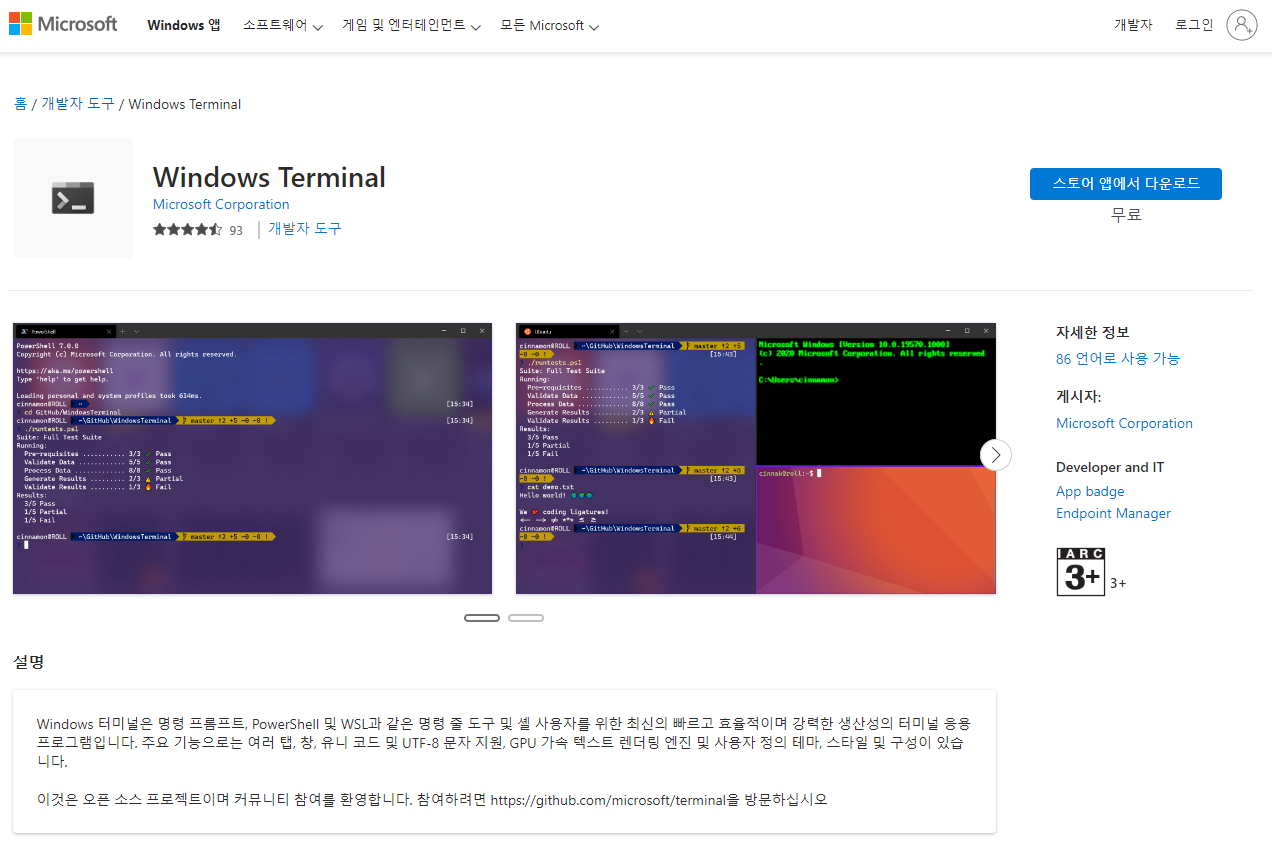 Microsoft
Windows 앱
소프트웨어
게임 및 엔터테인먼트
모든 Microsoft
개발자
로그인
홈 / 개발자 도구 / Windows Terminal
Windows Terminal
Microsoft Corporation
93
개발자 도구
스토어 앱에서 다운로드
무료
PowerShell
PowerShell 7.0.0
Copyright (c) Microsoft Corporation. All rights reserved.
https://aka.ms/powershell
Type 'help' to get help.
Loading personal and system profiles took 614ms.
cinnamon@ROLL ~ [15:34]
cd GitHub/WindowsTerminal
cinnamon@ROLL ~\GitHub\WindowsTerminal master ↑2 +5 ~0 -0 ! [15:34]
./runtests.ps1
Suite: Full Test Suite
Running:
Pre-requisites ........... 3/3 Pass
Validate Data ............ 5/5 Pass
Process Data ............. 8/8 Pass
Generate Results ......... 2/3 Partial
Validate Results ......... 1/3 Fail
Results:
3/5 Pass
1/5 Partial
1/5 Fail
cinnamon@ROLL ~\GitHub\WindowsTerminal master ↑2 +5 ~0 -0 ! [15:34]
Ubuntu
cinnamon@ROLL ~\GitHub\WindowsTerminal master ↑2 +5
~0 -0 ! [15:43]
./runtests.ps1
Suite: Full Test Suite
Running:
Pre-requisites ........... 3/3 Pass
Validate Data ............ 5/5 Pass
Process Data ............. 8/8 Pass
Generate Results ......... 2/3 Partial
Validate Results ......... 1/3 Fail
Results:
3/5 Pass
1/5 Partial
1/5 Fail
cinnamon@ROLL ~\GitHub\WindowsTerminal master ↑2
~0 -0 ! [15:43]
cat demo.txt
Hello world!
We coding ligatures!
cinnamon@ROLL ~\GitHub\WindowsTerminal master ↑2 +6
~0 -0 ! [15:44]
Microsoft Windows [Version 10.0.19570.1000]
(c) 2020 Microsoft Corporation. All rights reserved
.
C:\Users\cinnamon>
cinnak@roll:~$
자세한 정보
86 언어로 사용 가능
게시자:
Microsoft Corporation
Developer and IT
App badge
Endpoint Manager
IARC
3+
3+
설명
Windows 터미널은 명령 프롬프트, PowerShell 및 WSL과 같은 명령 줄 도구 및 셸 사용자를 위한 최신의 빠르고 효율적이며 강력한 생산성의 터미널 응용
프로그램입니다. 주요 기능으로는 여러 탭, 창, 유니 코드 및 UTF-8 문자 지원, GPU 가속 텍스트 렌더링 엔진 및 사용자 정의 테마, 스타일 및 구성이 있습
니다.
이것은 오픈 소스 프로젝트이며 커뮤니티 참여를 환영합니다. 참여하려면 https://github.com/microsoft/terminal을 방문하십시오